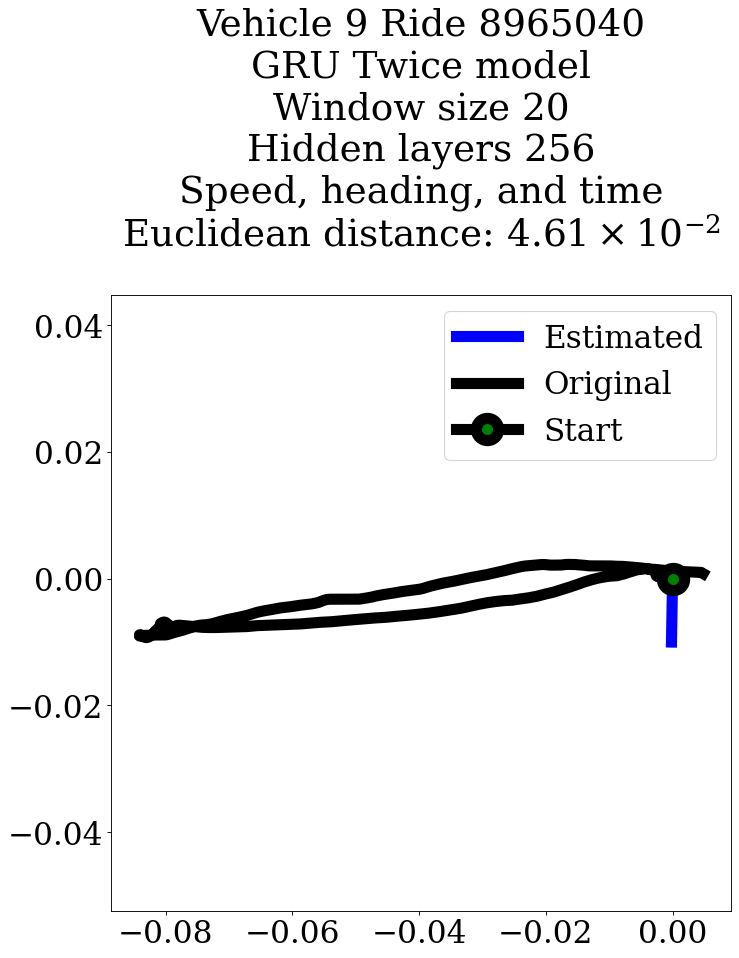 Vehicle 9 Ride 8965040
GRU Twice model
Window size 20
Hidden layers 256
Speed, heading, and time
Euclidean distance: 4.61 × 10⁻²
Estimated
Original
Start
0.04
0.02
0.00
−0.02
−0.04
−0.08 −0.06 −0.04 −0.02 0.00